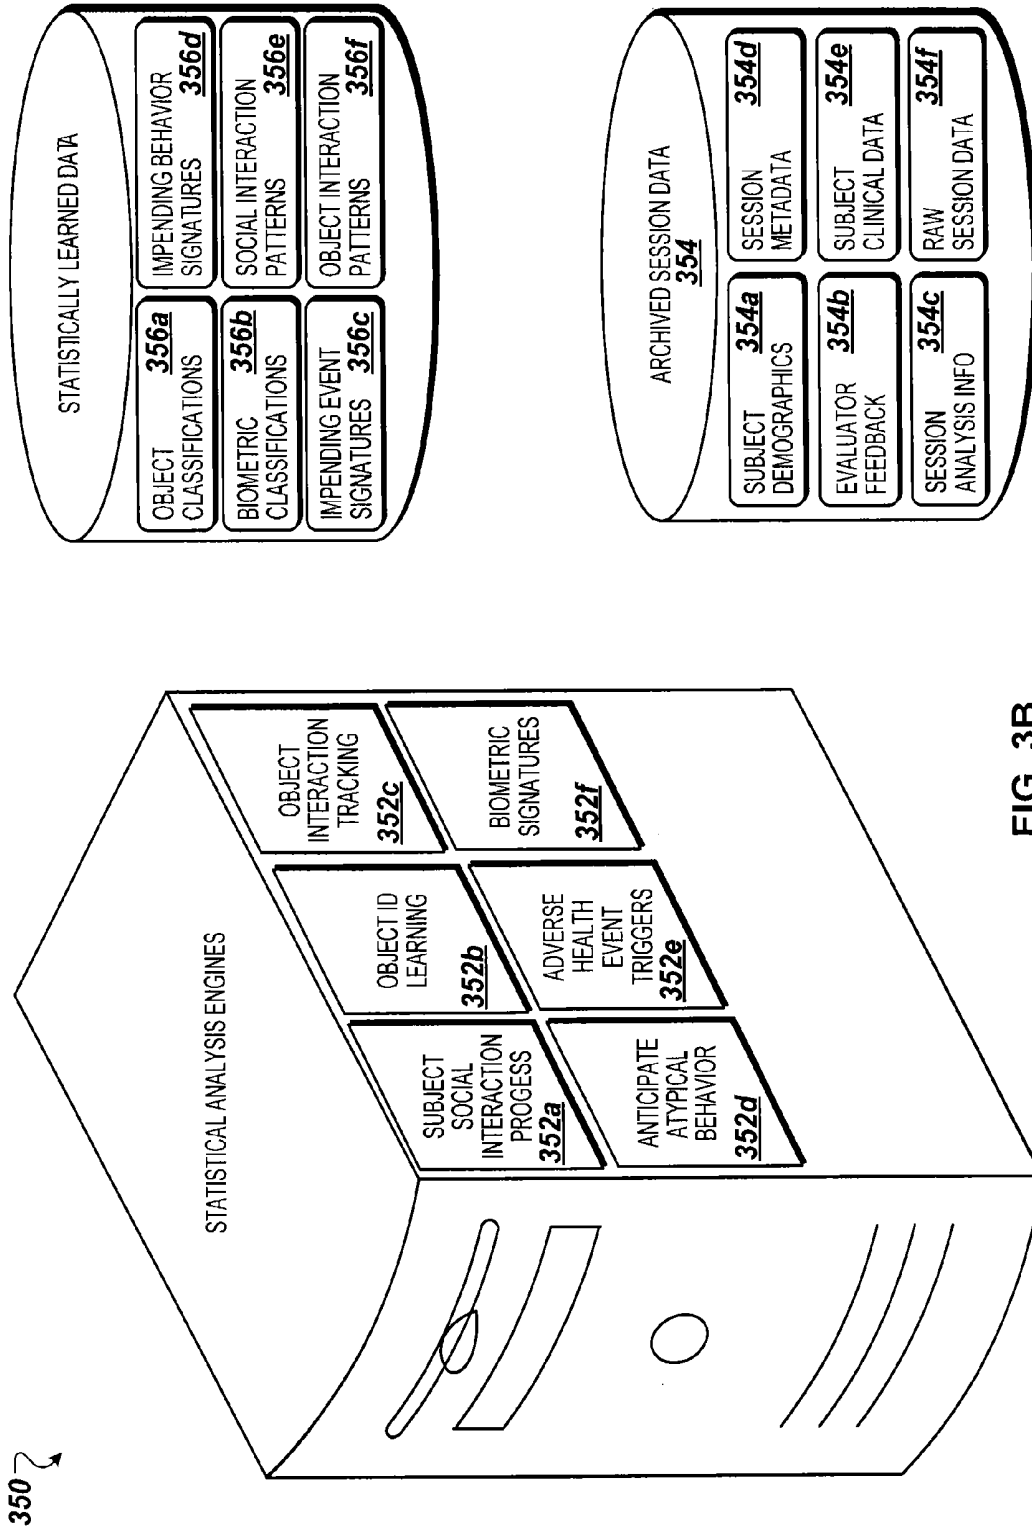 350
STATISTICAL ANALYSIS ENGINES
SUBJECT
SOCIAL
INTERACTION
PROGESS
352a
OBJECT ID
LEARNING
352b
OBJECT
INTERACTION
TRACKING
352c
ANTICIPATE
ATYPICAL
BEHAVIOR
352d
ADVERSE
HEALTH
EVENT
TRIGGERS
352e
BIOMETRIC
SIGNATURES
352f
STATISTICALLY LEARNED DATA
OBJECT 356a
CLASSIFICATIONS
BIOMETRIC 356b
CLASSIFICATIONS
IMPENDING EVENT
SIGNATURES 356c
IMPENDING BEHAVIOR
SIGNATURES 356d
SOCIAL INTERACTION
PATTERNS 356e
OBJECT INTERACTION
PATTERNS 356f
ARCHIVED SESSION DATA
354
SUBJECT 354a
DEMOGRAPHICS
EVALUATOR 354b
FEEDBACK
SESSION 354c
ANALYSIS INFO
SESSION 354d
METADATA
SUBJECT 354e
CLINICAL DATA
RAW 354f
SESSION DATA
FIG. 3B